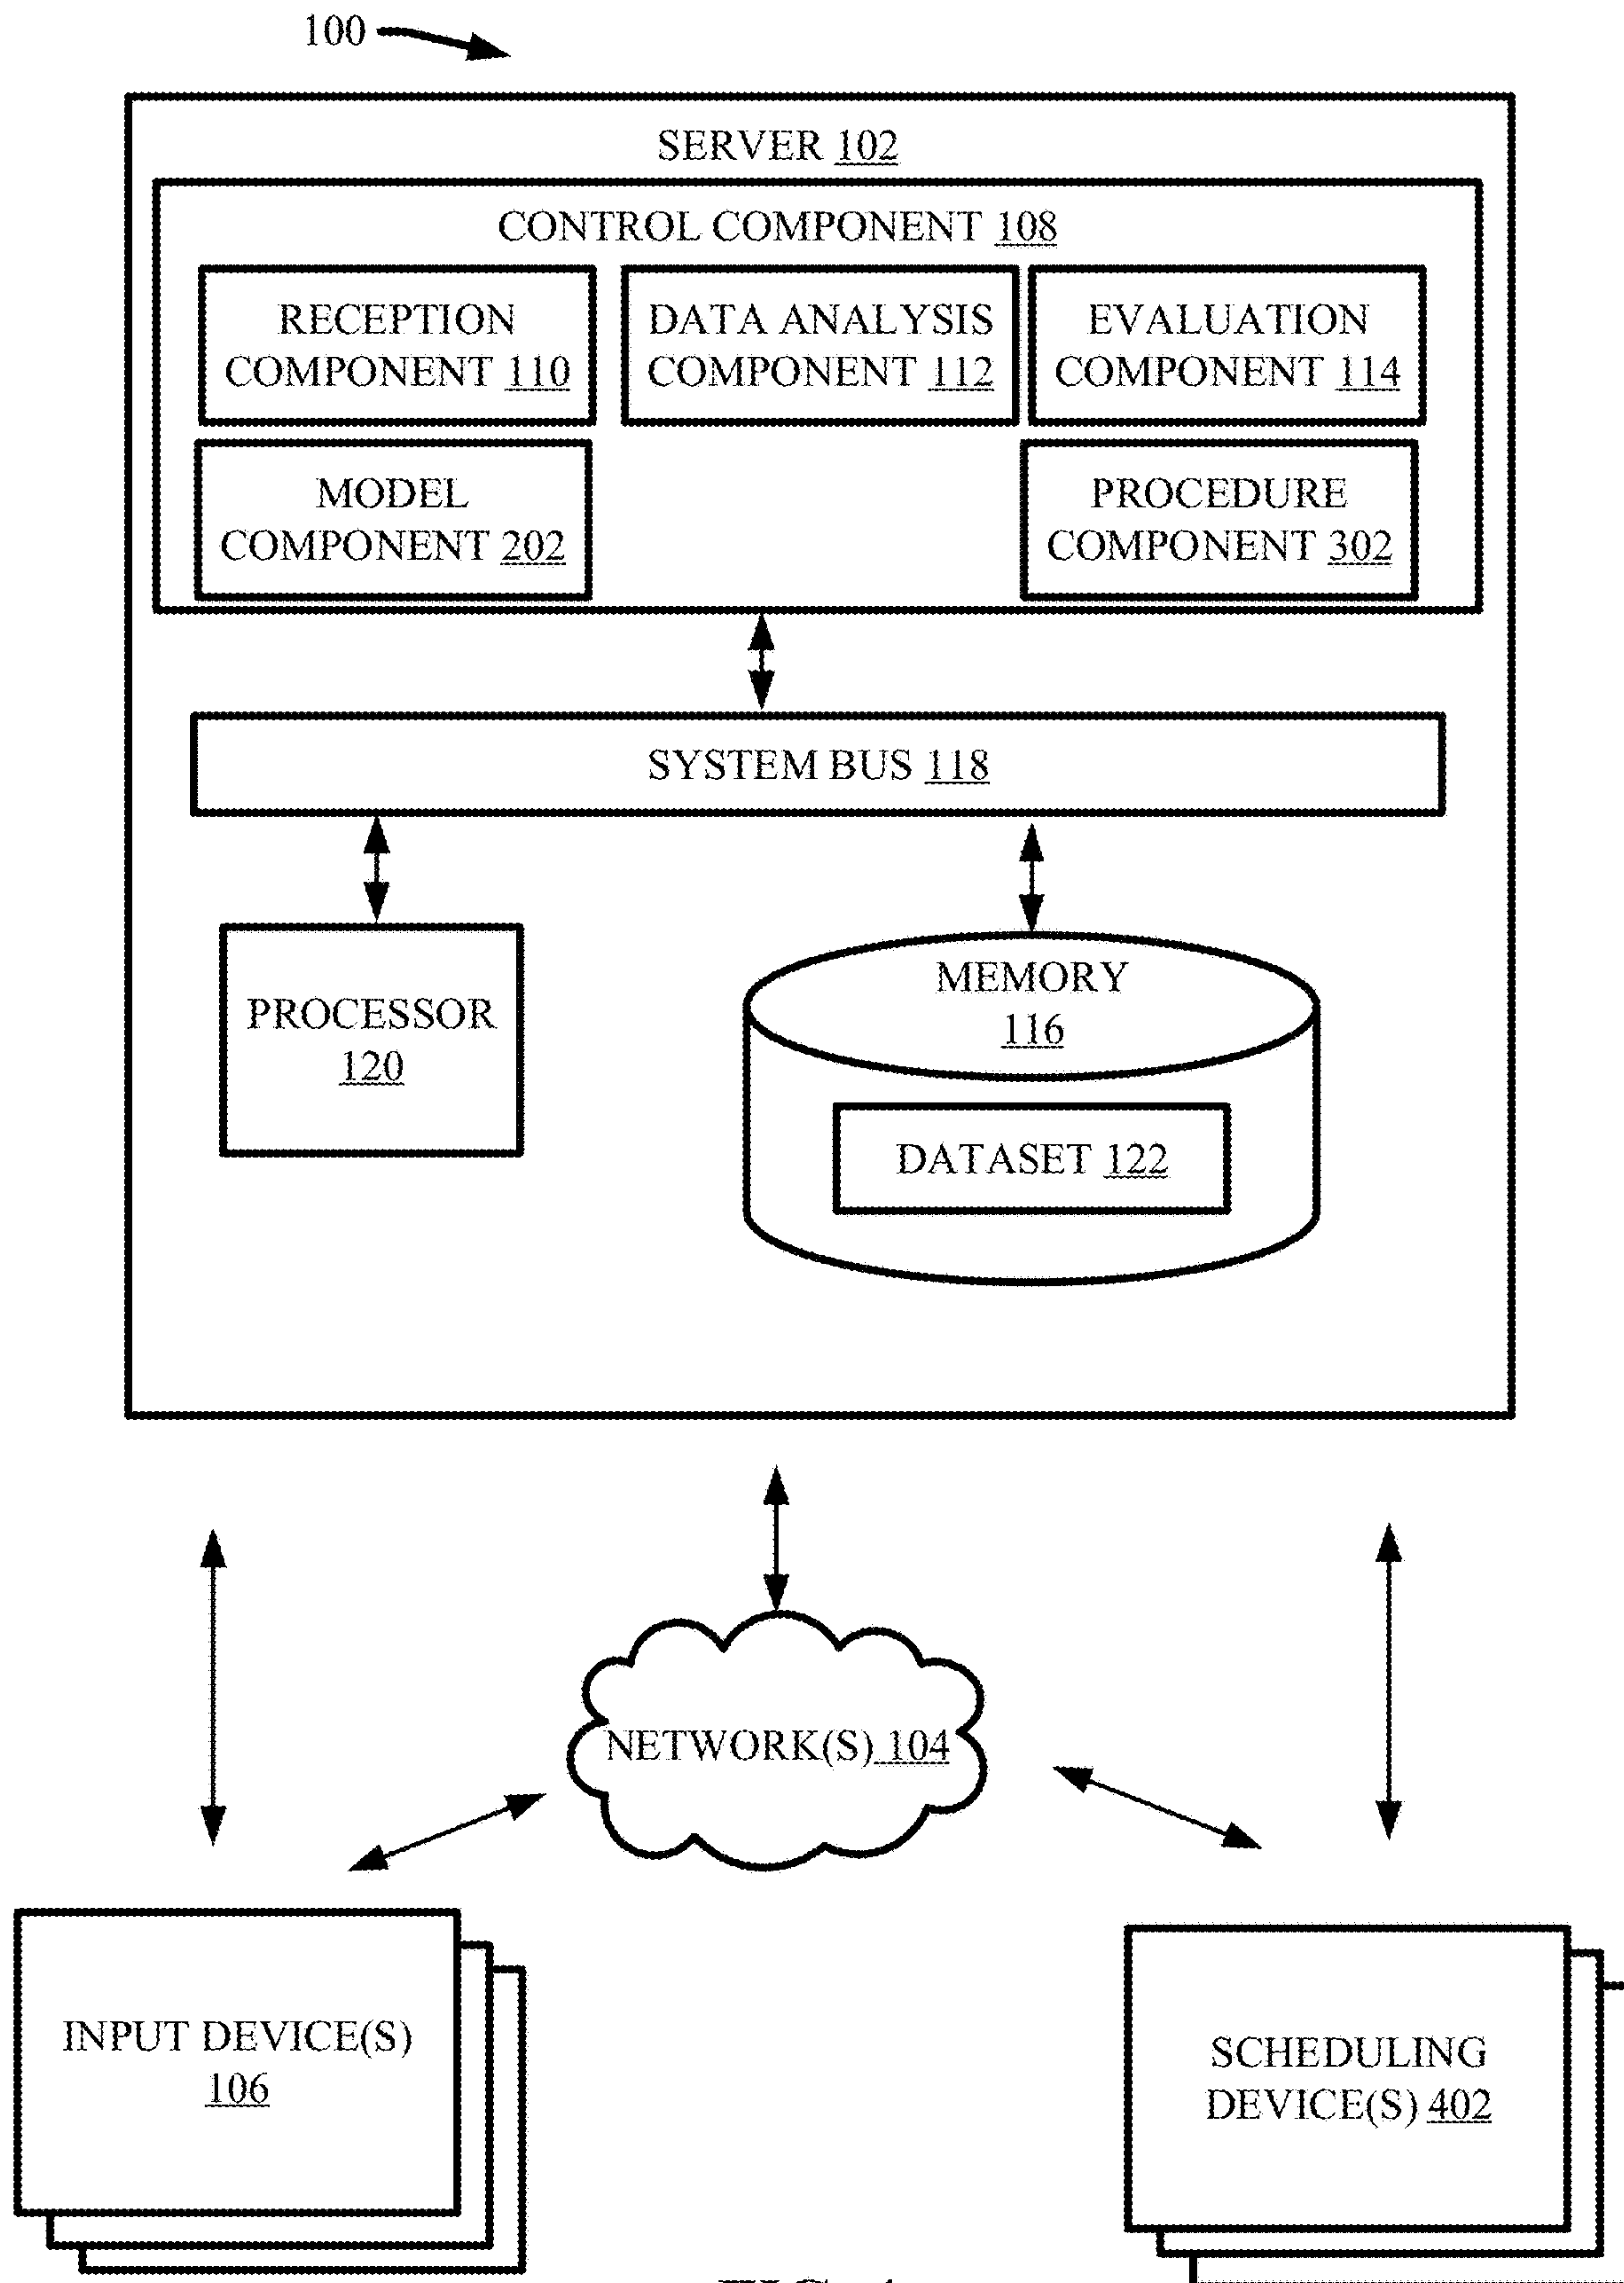 100
SERVER 102
CONTROL COMPONENT 108
RECEPTION
COMPONENT 110
DATA ANALYSIS
COMPONENT 112
EVALUATION
COMPONENT 114
MODEL
COMPONENT 202
PROCEDURE
COMPONENT 302
SYSTEM BUS 118
PROCESSOR
120
MEMORY
116
DATASET 122
NETWORK(S) 104
INPUT DEVICE(S)
106
SCHEDULING
DEVICE(S) 402